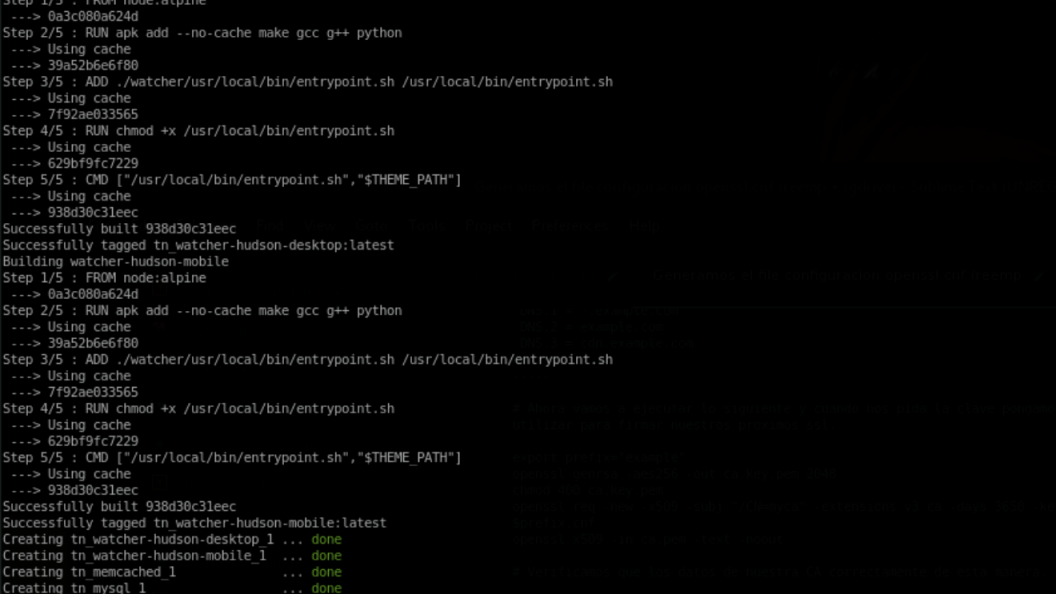 Step 1/5 : FROM node:alpine
 ---> 0a3c080a624d
Step 2/5 : RUN apk add --no-cache make gcc g++ python
 ---> Using cache
 ---> 39a52b6e6f80
Step 3/5 : ADD ./watcher/usr/local/bin/entrypoint.sh /usr/local/bin/entrypoint.sh
 ---> Using cache
 ---> 7f92ae033565
Step 4/5 : RUN chmod +x /usr/local/bin/entrypoint.sh
 ---> Using cache
 ---> 629bf9fc7229
Step 5/5 : CMD ["/usr/local/bin/entrypoint.sh","$THEME_PATH"]
 ---> Using cache
 ---> 938d30c31eec
Successfully built 938d30c31eec
Successfully tagged tn_watcher-hudson-desktop:latest
Building watcher-hudson-mobile
Step 1/5 : FROM node:alpine
 ---> 0a3c080a624d
Step 2/5 : RUN apk add --no-cache make gcc g++ python
 ---> Using cache
 ---> 39a52b6e6f80
Step 3/5 : ADD ./watcher/usr/local/bin/entrypoint.sh /usr/local/bin/entrypoint.sh
 ---> Using cache
 ---> 7f92ae033565
Step 4/5 : RUN chmod +x /usr/local/bin/entrypoint.sh
 ---> Using cache
 ---> 629bf9fc7229
Step 5/5 : CMD ["/usr/local/bin/entrypoint.sh","$THEME_PATH"]
 ---> Using cache
 ---> 938d30c31eec
Successfully built 938d30c31eec
Successfully tagged tn_watcher-hudson-mobile:latest
Creating tn_watcher-hudson-desktop_1 ... done
Creating tn_watcher-hudson-mobile_1  ... done
Creating tn_memcached_1              ... done
Creating tn_mysql_1                  ... done